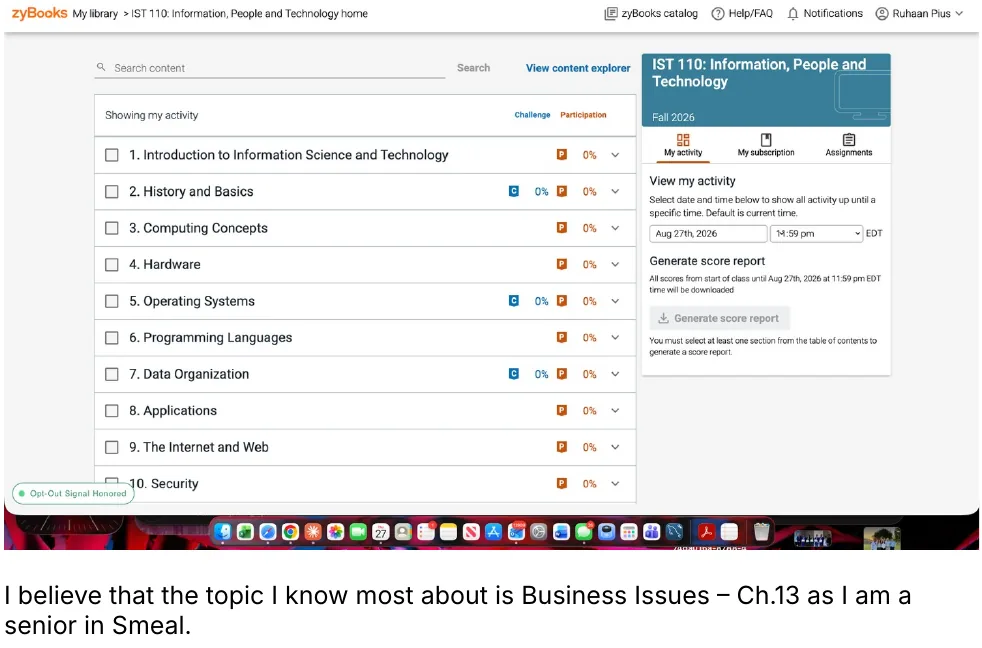 zyBooks My library > IST 110: Information, People and Technology home
zyBooks catalog
Help/FAQ
Notifications
Ruhaan Pius
Search content
Search
View content explorer
Showing my activity
Challenge
Participation
1. Introduction to Information Science and Technology P 0%
2. History and Basics C 0% P 0%
3. Computing Concepts P 0%
4. Hardware P 0%
5. Operating Systems C 0% P 0%
6. Programming Languages P 0%
7. Data Organization C 0% P 0%
8. Applications P 0%
9. The Internet and Web P 0%
10. Security P 0%
Opt-Out Signal Honored
IST 110: Information, People and
Technology
Fall 2026
My activity
My subscription
Assignments
View my activity
Select date and time below to show all activity up until a
specific time. Default is current time.
Aug 27th, 2026
:59 pm
EDT
Generate score report
All scores from start of class until Aug 27th, 2026 at 11:59 pm EDT
time will be downloaded
Generate score report
You must select at least one section from the table of contents to
generate a score report.
27
I believe that the topic I know most about is Business Issues – Ch.13 as I am a
senior in Smeal.